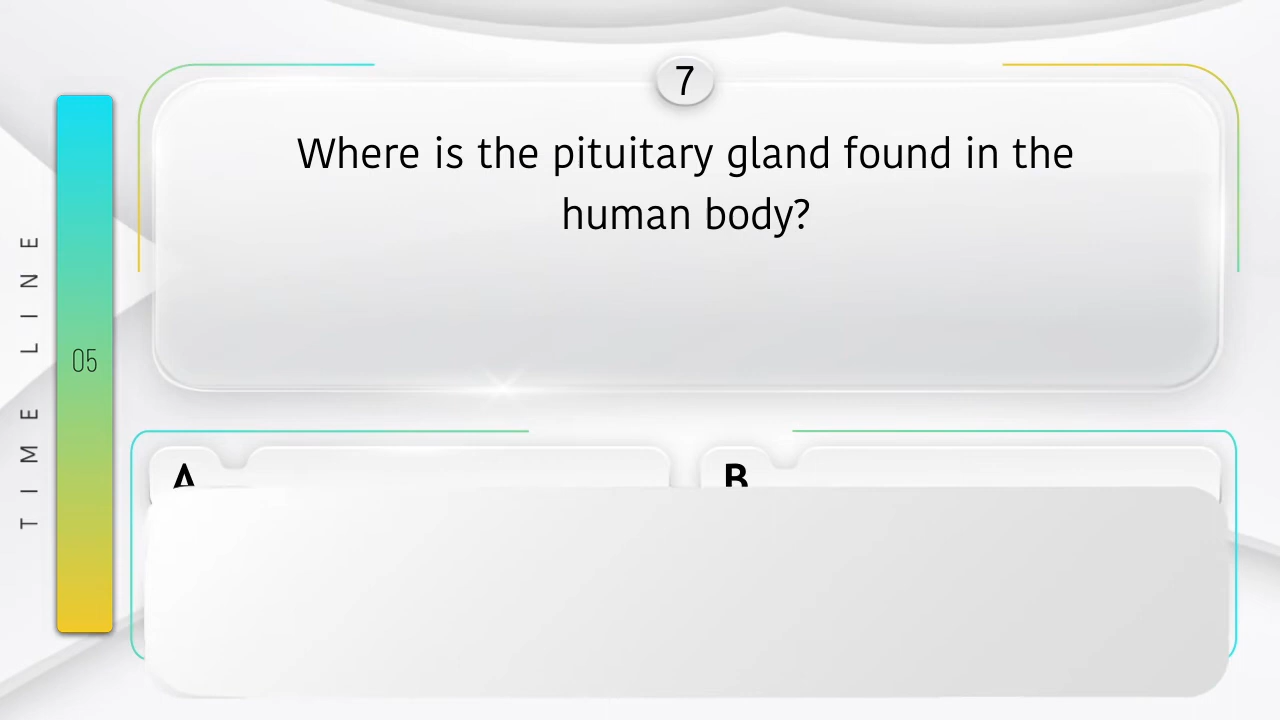 7
Where is the pituitary gland found in the
human body?
TIME LINE
05
A
B